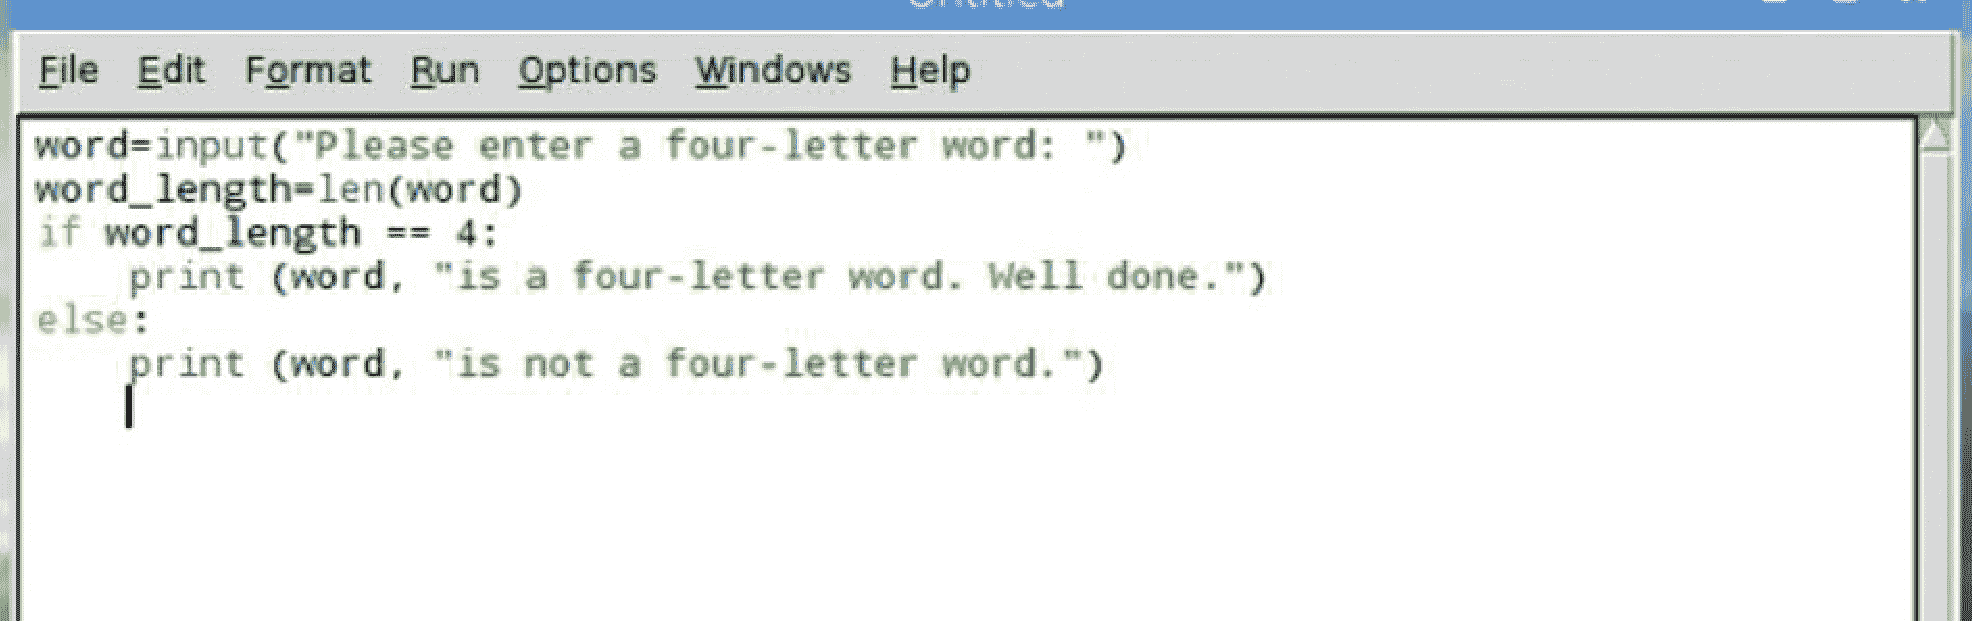 Untitled
File Edit Format Run Options Windows Help
word=input("Please enter a four-letter word: ")
word_length=len(word)
if word_length == 4:
    print (word, "is a four-letter word. Well done.")
else:
    print (word, "is not a four-letter word.")